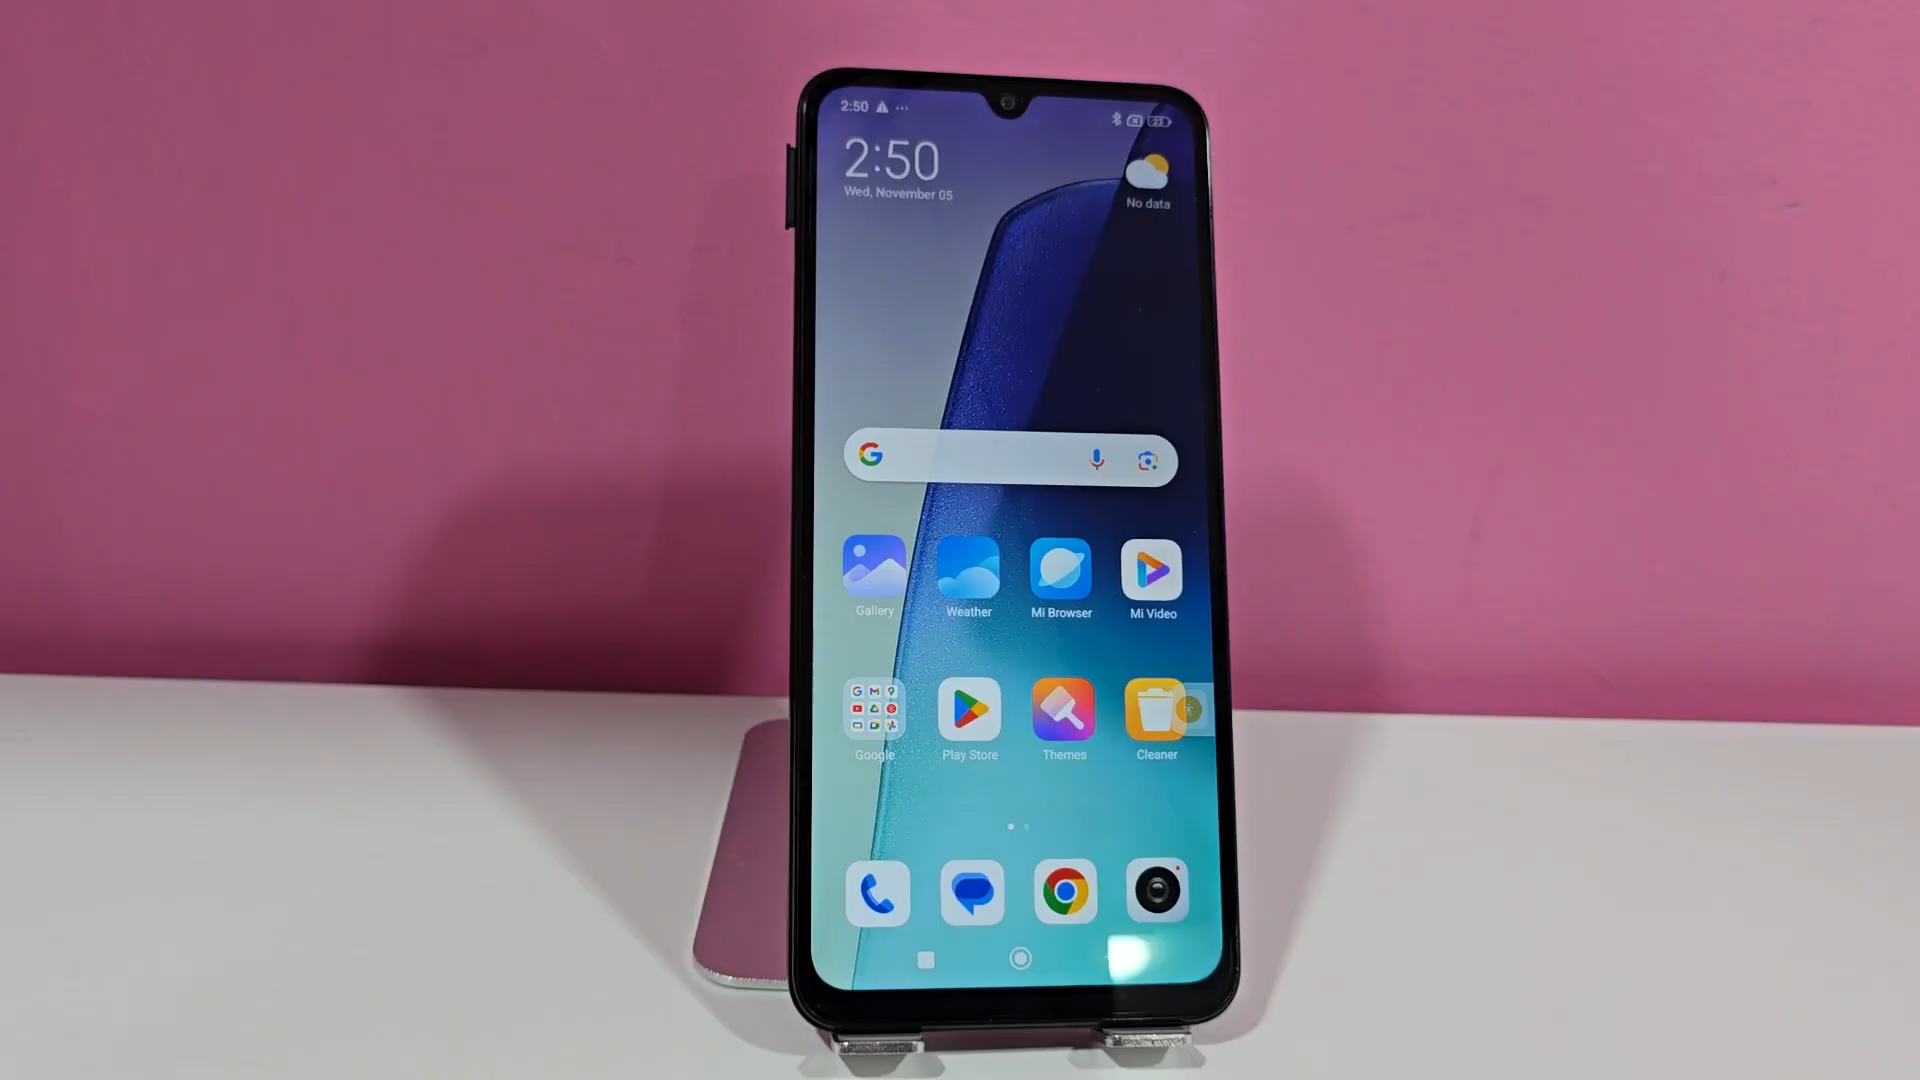 2:50
23
2:50
Wed, November 05
No data
Gallery
Weather
Mi Browser
Mi Video
Google
Play Store
Themes
Cleaner